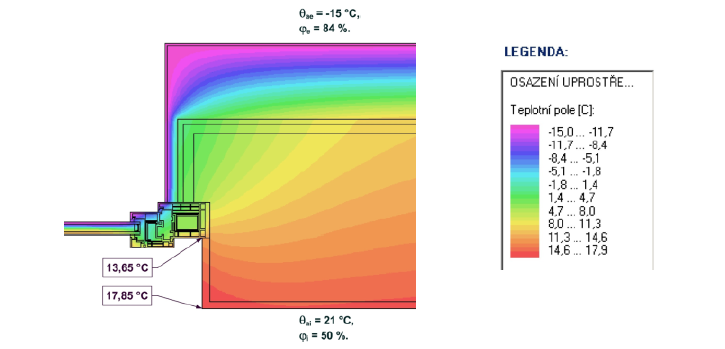 θae = -15 °C,
φe = 84 %.
LEGENDA:
OSAZENÍ UPROSTŘE...
Teplotní pole [C]:
-15,0 ... -11,7
-11,7 ... -8,4
-8,4 ... -5,1
-5,1 ... -1,8
-1,8 ... 1,4
1,4 ... 4,7
4,7 ... 8,0
8,0 ... 11,3
11,3 ... 14,6
14,6 ... 17,9
13,65 °C
17,85 °C
θai = 21 °C,
φi = 50 %.